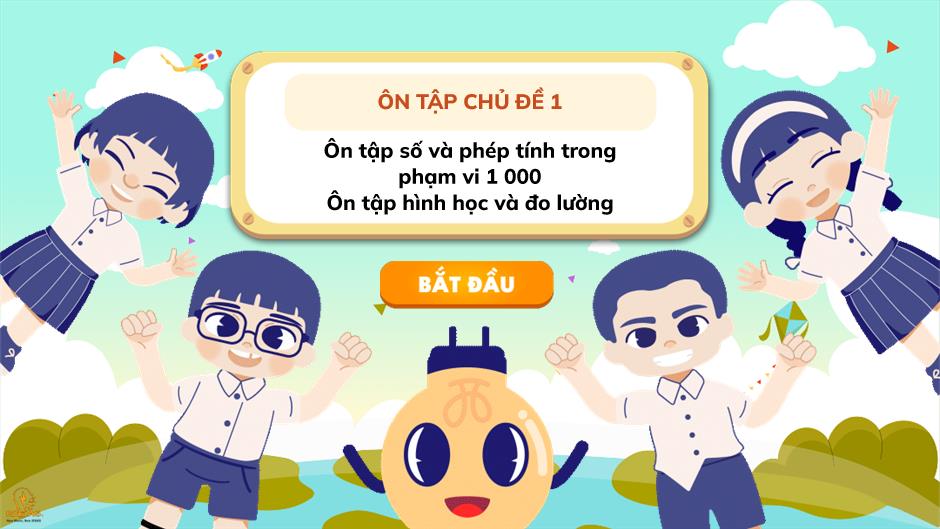 ÔN TẬP CHỦ ĐỀ 1
Ôn tập số và phép tính trong
phạm vi 1 000
Ôn tập hình học và đo lường
BẮT ĐẦU